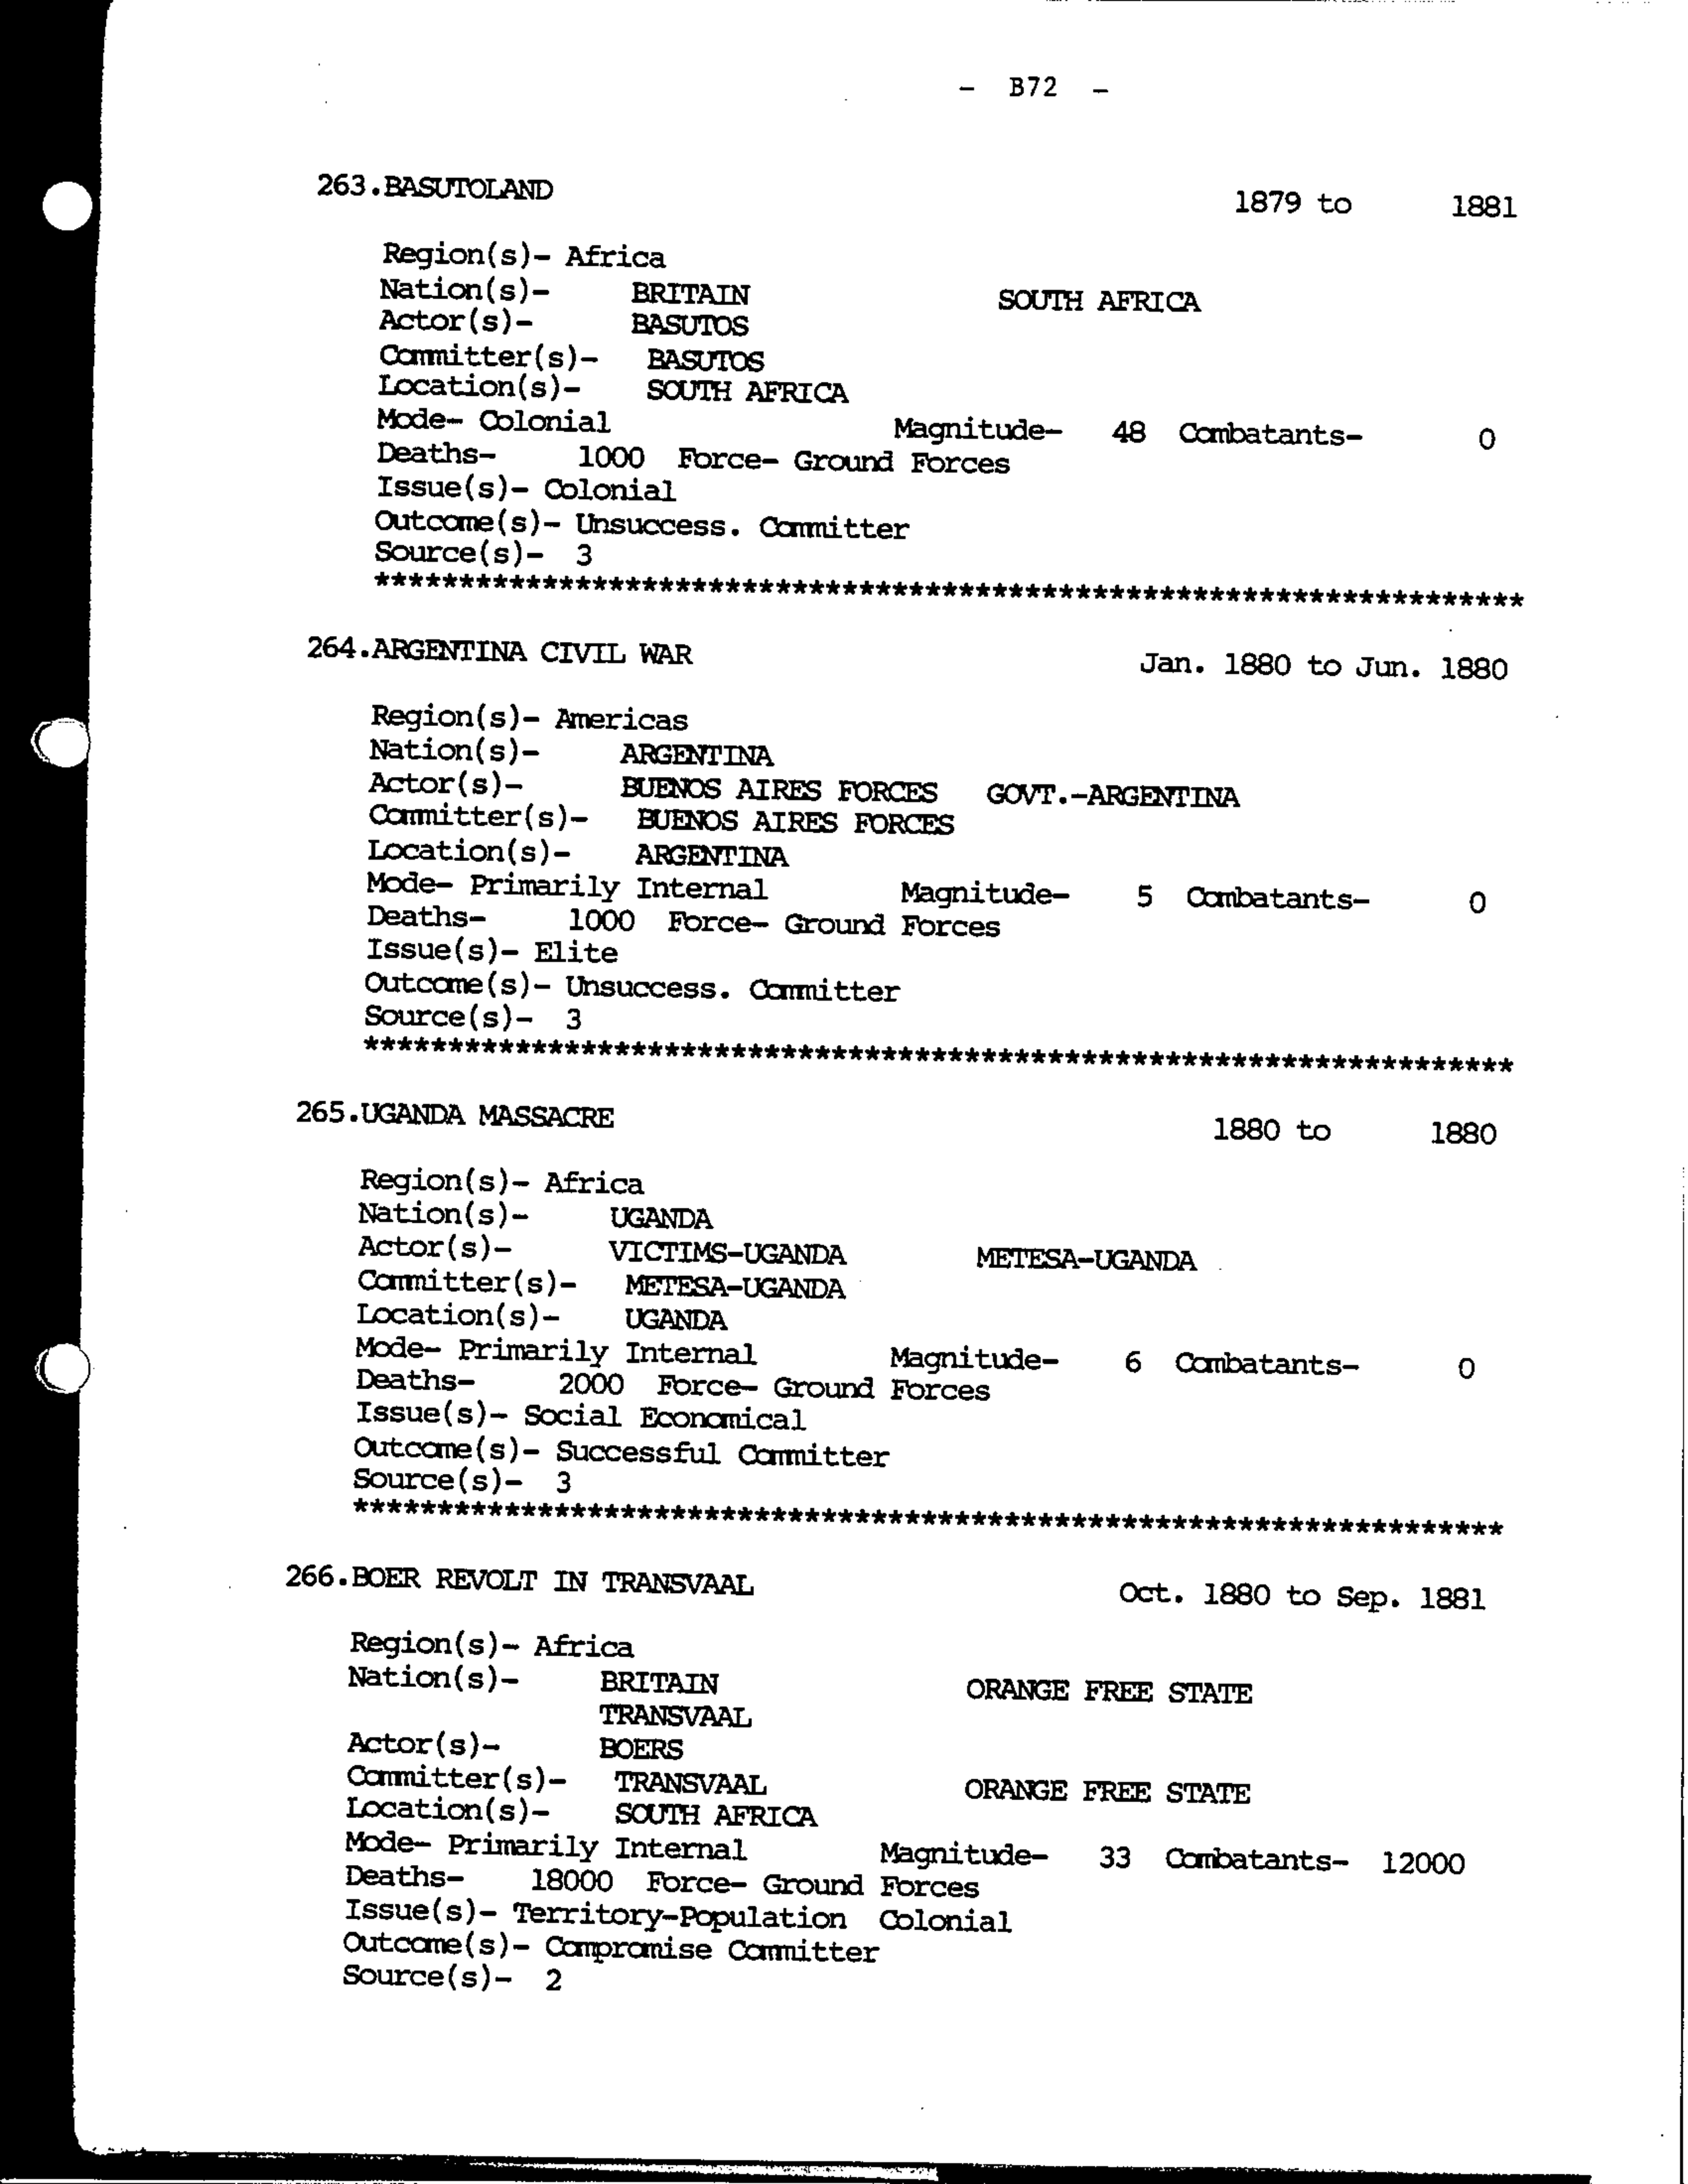 - B72 -
263.BASUTOLAND 1879 to 1881
Region(s)- Africa
Nation(s)- BRITAIN SOUTH AFRICA
Actor(s)- BASUTOS
Committer(s)- BASUTOS
Location(s)- SOUTH AFRICA
Mode- Colonial Magnitude- 48 Combatants- 0
Deaths- 1000 Force- Ground Forces
Issue(s)- Colonial
Outcome(s)- Unsuccess. Committer
Source(s)- 3
*********************************************************************
264.ARGENTINA CIVIL WAR Jan. 1880 to Jun. 1880
Region(s)- Americas
Nation(s)- ARGENTINA
Actor(s)- BUENOS AIRES FORCES GOVT.-ARGENTINA
Committer(s)- BUENOS AIRES FORCES
Location(s)- ARGENTINA
Mode- Primarily Internal Magnitude- 5 Combatants- 0
Deaths- 1000 Force- Ground Forces
Issue(s)- Elite
Outcome(s)- Unsuccess. Committer
Source(s)- 3
*********************************************************************
265.UGANDA MASSACRE 1880 to 1880
Region(s)- Africa
Nation(s)- UGANDA
Actor(s)- VICTIMS-UGANDA METESA-UGANDA
Committer(s)- METESA-UGANDA
Location(s)- UGANDA
Mode- Primarily Internal Magnitude- 6 Combatants- 0
Deaths- 2000 Force- Ground Forces
Issue(s)- Social Economical
Outcome(s)- Successful Committer
Source(s)- 3
*********************************************************************
266.BOER REVOLT IN TRANSVAAL Oct. 1880 to Sep. 1881
Region(s)- Africa
Nation(s)- BRITAIN ORANGE FREE STATE
TRANSVAAL
Actor(s)- BOERS
Committer(s)- TRANSVAAL ORANGE FREE STATE
Location(s)- SOUTH AFRICA
Mode- Primarily Internal Magnitude- 33 Combatants- 12000
Deaths- 18000 Force- Ground Forces
Issue(s)- Territory-Population Colonial
Outcome(s)- Compromise Committer
Source(s)- 2